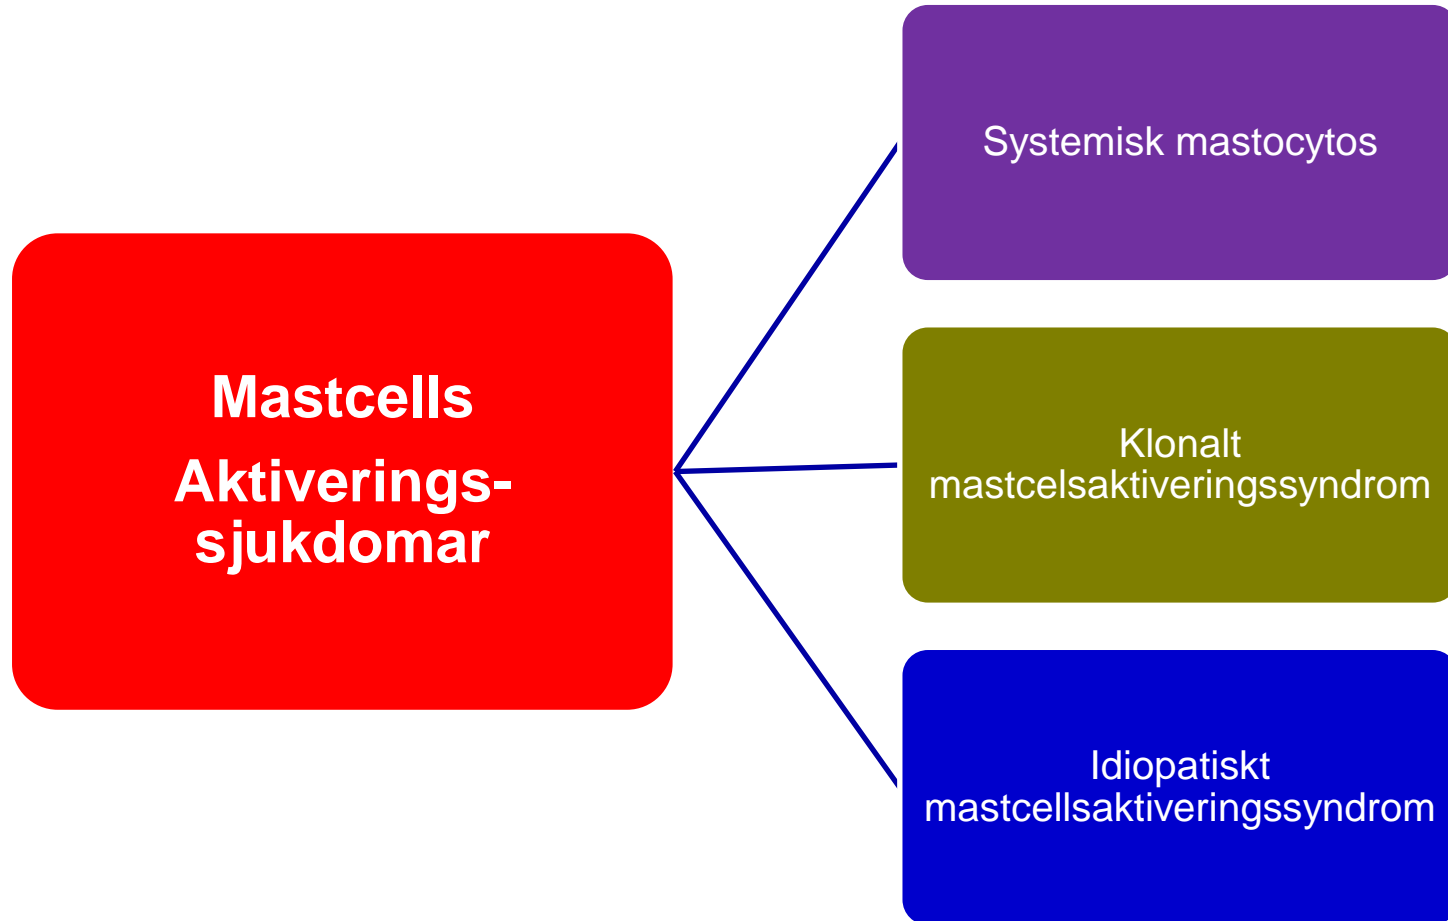 Mastcells
Aktiverings-
sjukdomar
Systemisk mastocytos
Klonalt
mastcelsaktiveringssyndrom
Idiopatiskt
mastcellsaktiveringssyndrom